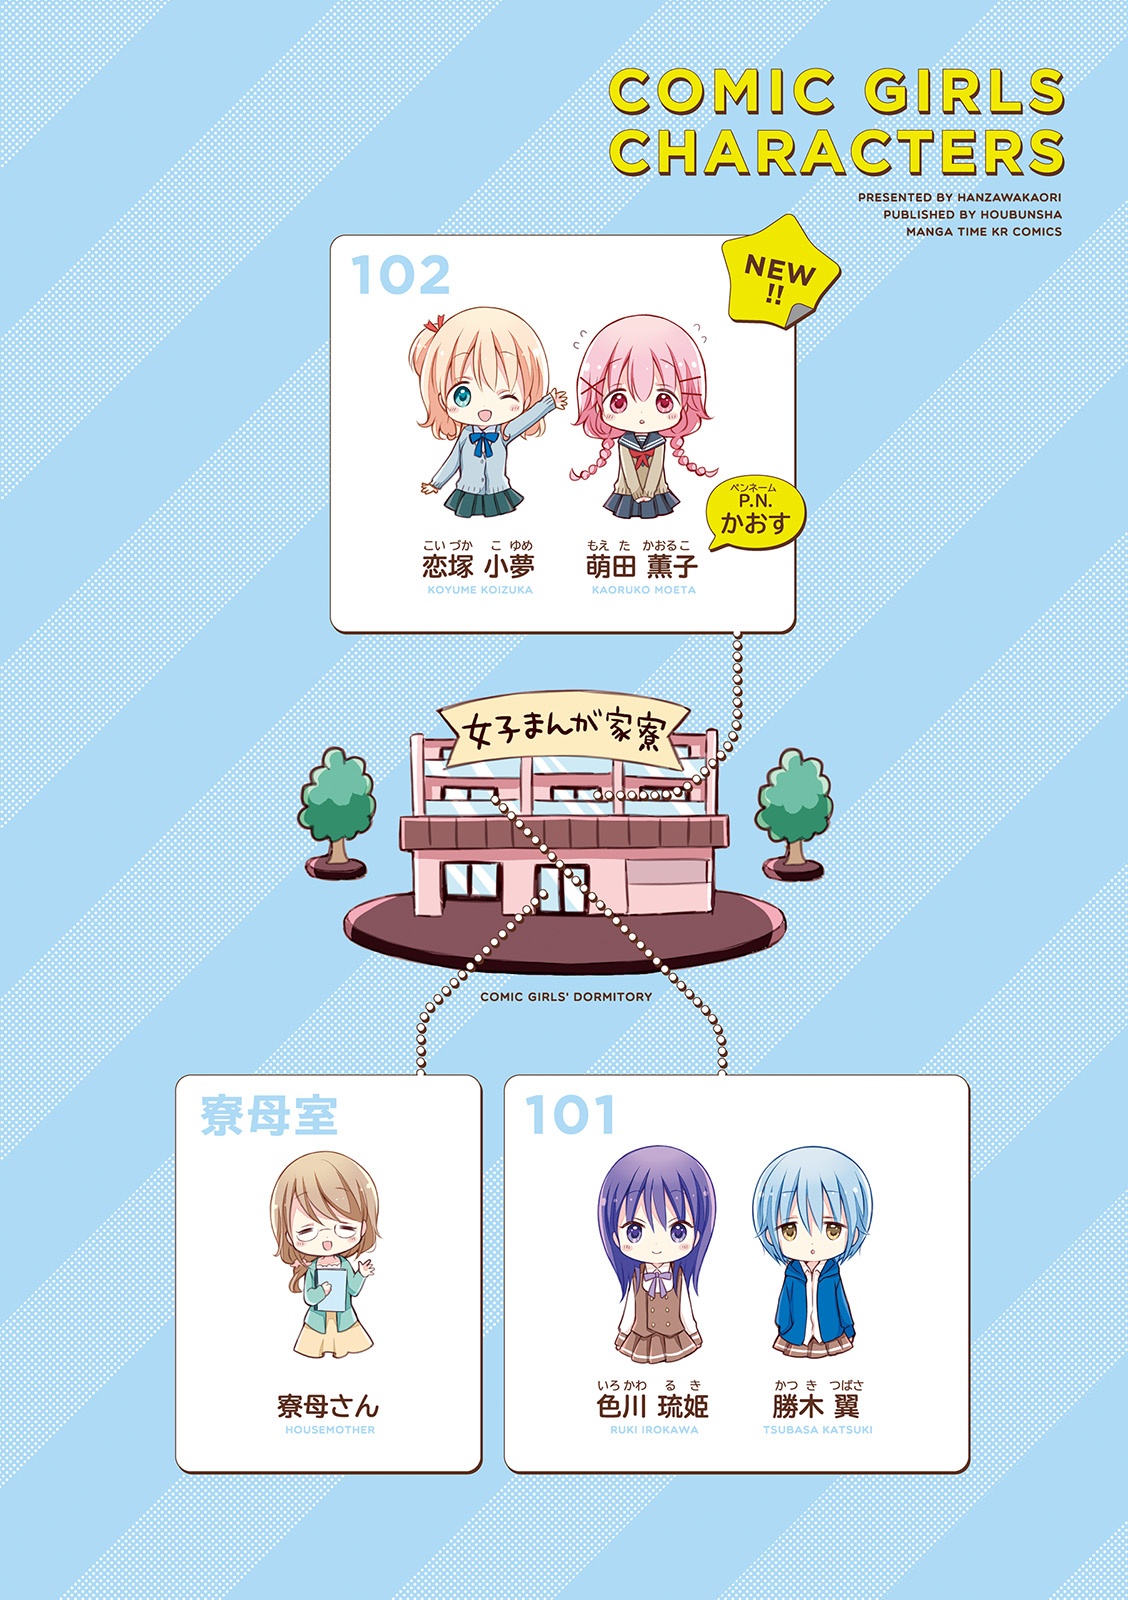 COMIC GIRLS
CHARACTERS
PRESENTED BY HANZAWAKAORI
PUBLISHED BY HOUBUNSHA
MANGA TIME KR COMICS
102
NEW
!!
ペンネーム
P.N.
かおす
こい づか こ ゆめ
恋塚 小夢
KOYUME KOIZUKA
もえ た かおるこ
萌田 薫子
KAORUKO MOETA
女子まんが家寮
COMIC GIRLS' DORMITORY
寮母室
寮母さん
HOUSEMOTHER
101
いろ かわ る き
色川 琉姫
RUKI IROKAWA
かつ き つばさ
勝木 翼
TSUBASA KATSUKI